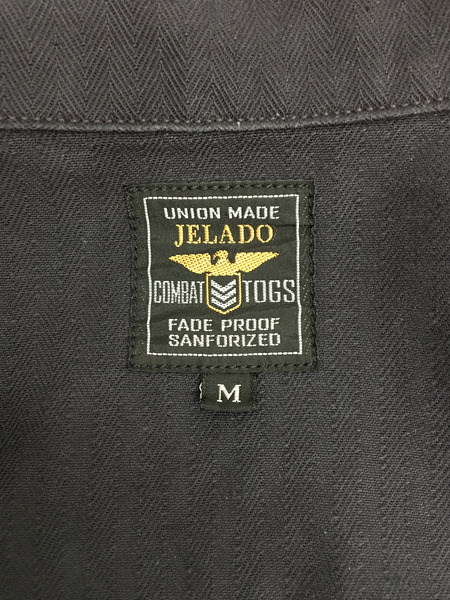 UNION MADE
JELADO
COMBAT TOGS
FADE PROOF
SANFORIZED
M